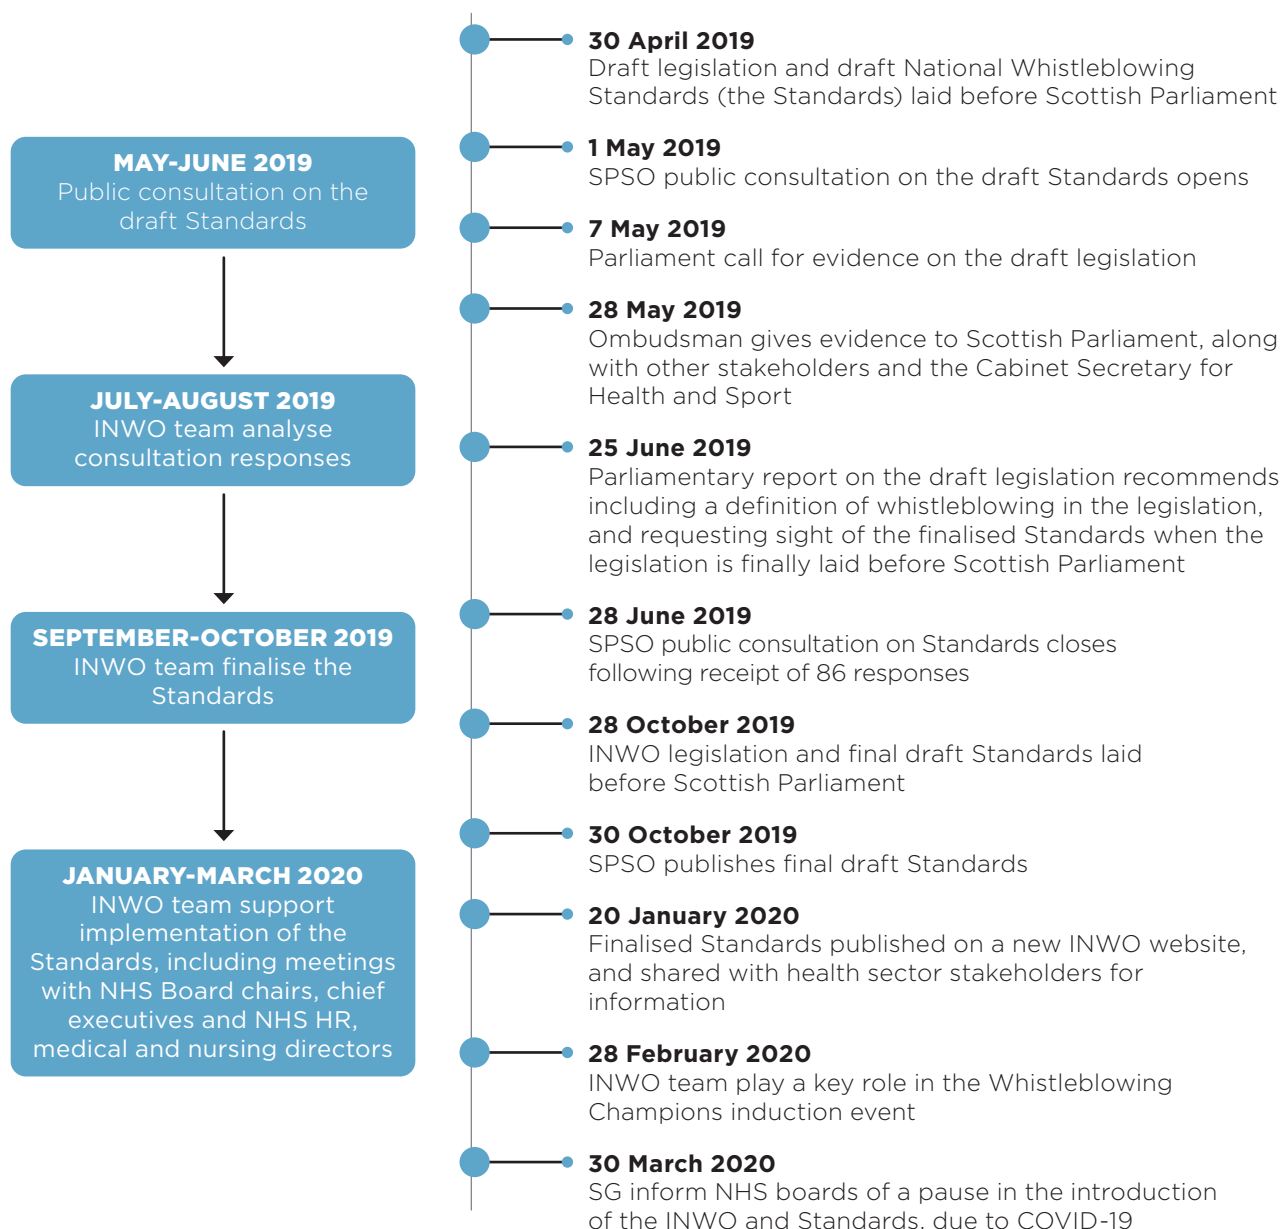 MAY-JUNE 2019
Public consultation on the
draft Standards
JULY-AUGUST 2019
INWO team analyse
consultation responses
SEPTEMBER-OCTOBER 2019
INWO team finalise the
Standards
JANUARY-MARCH 2020
INWO team support
implementation of the
Standards, including meetings
with NHS Board chairs, chief
executives and NHS HR,
medical and nursing directors
30 April 2019
Draft legislation and draft National Whistleblowing
Standards (the Standards) laid before Scottish Parliament
1 May 2019
SPSO public consultation on the draft Standards opens
7 May 2019
Parliament call for evidence on the draft legislation
28 May 2019
Ombudsman gives evidence to Scottish Parliament, along
with other stakeholders and the Cabinet Secretary for
Health and Sport
25 June 2019
Parliamentary report on the draft legislation recommends
including a definition of whistleblowing in the legislation,
and requesting sight of the finalised Standards when the
legislation is finally laid before Scottish Parliament
28 June 2019
SPSO public consultation on Standards closes
following receipt of 86 responses
28 October 2019
INWO legislation and final draft Standards laid
before Scottish Parliament
30 October 2019
SPSO publishes final draft Standards
20 January 2020
Finalised Standards published on a new INWO website,
and shared with health sector stakeholders for
information
28 February 2020
INWO team play a key role in the Whistleblowing
Champions induction event
30 March 2020
SG inform NHS boards of a pause in the introduction
of the INWO and Standards, due to COVID-19